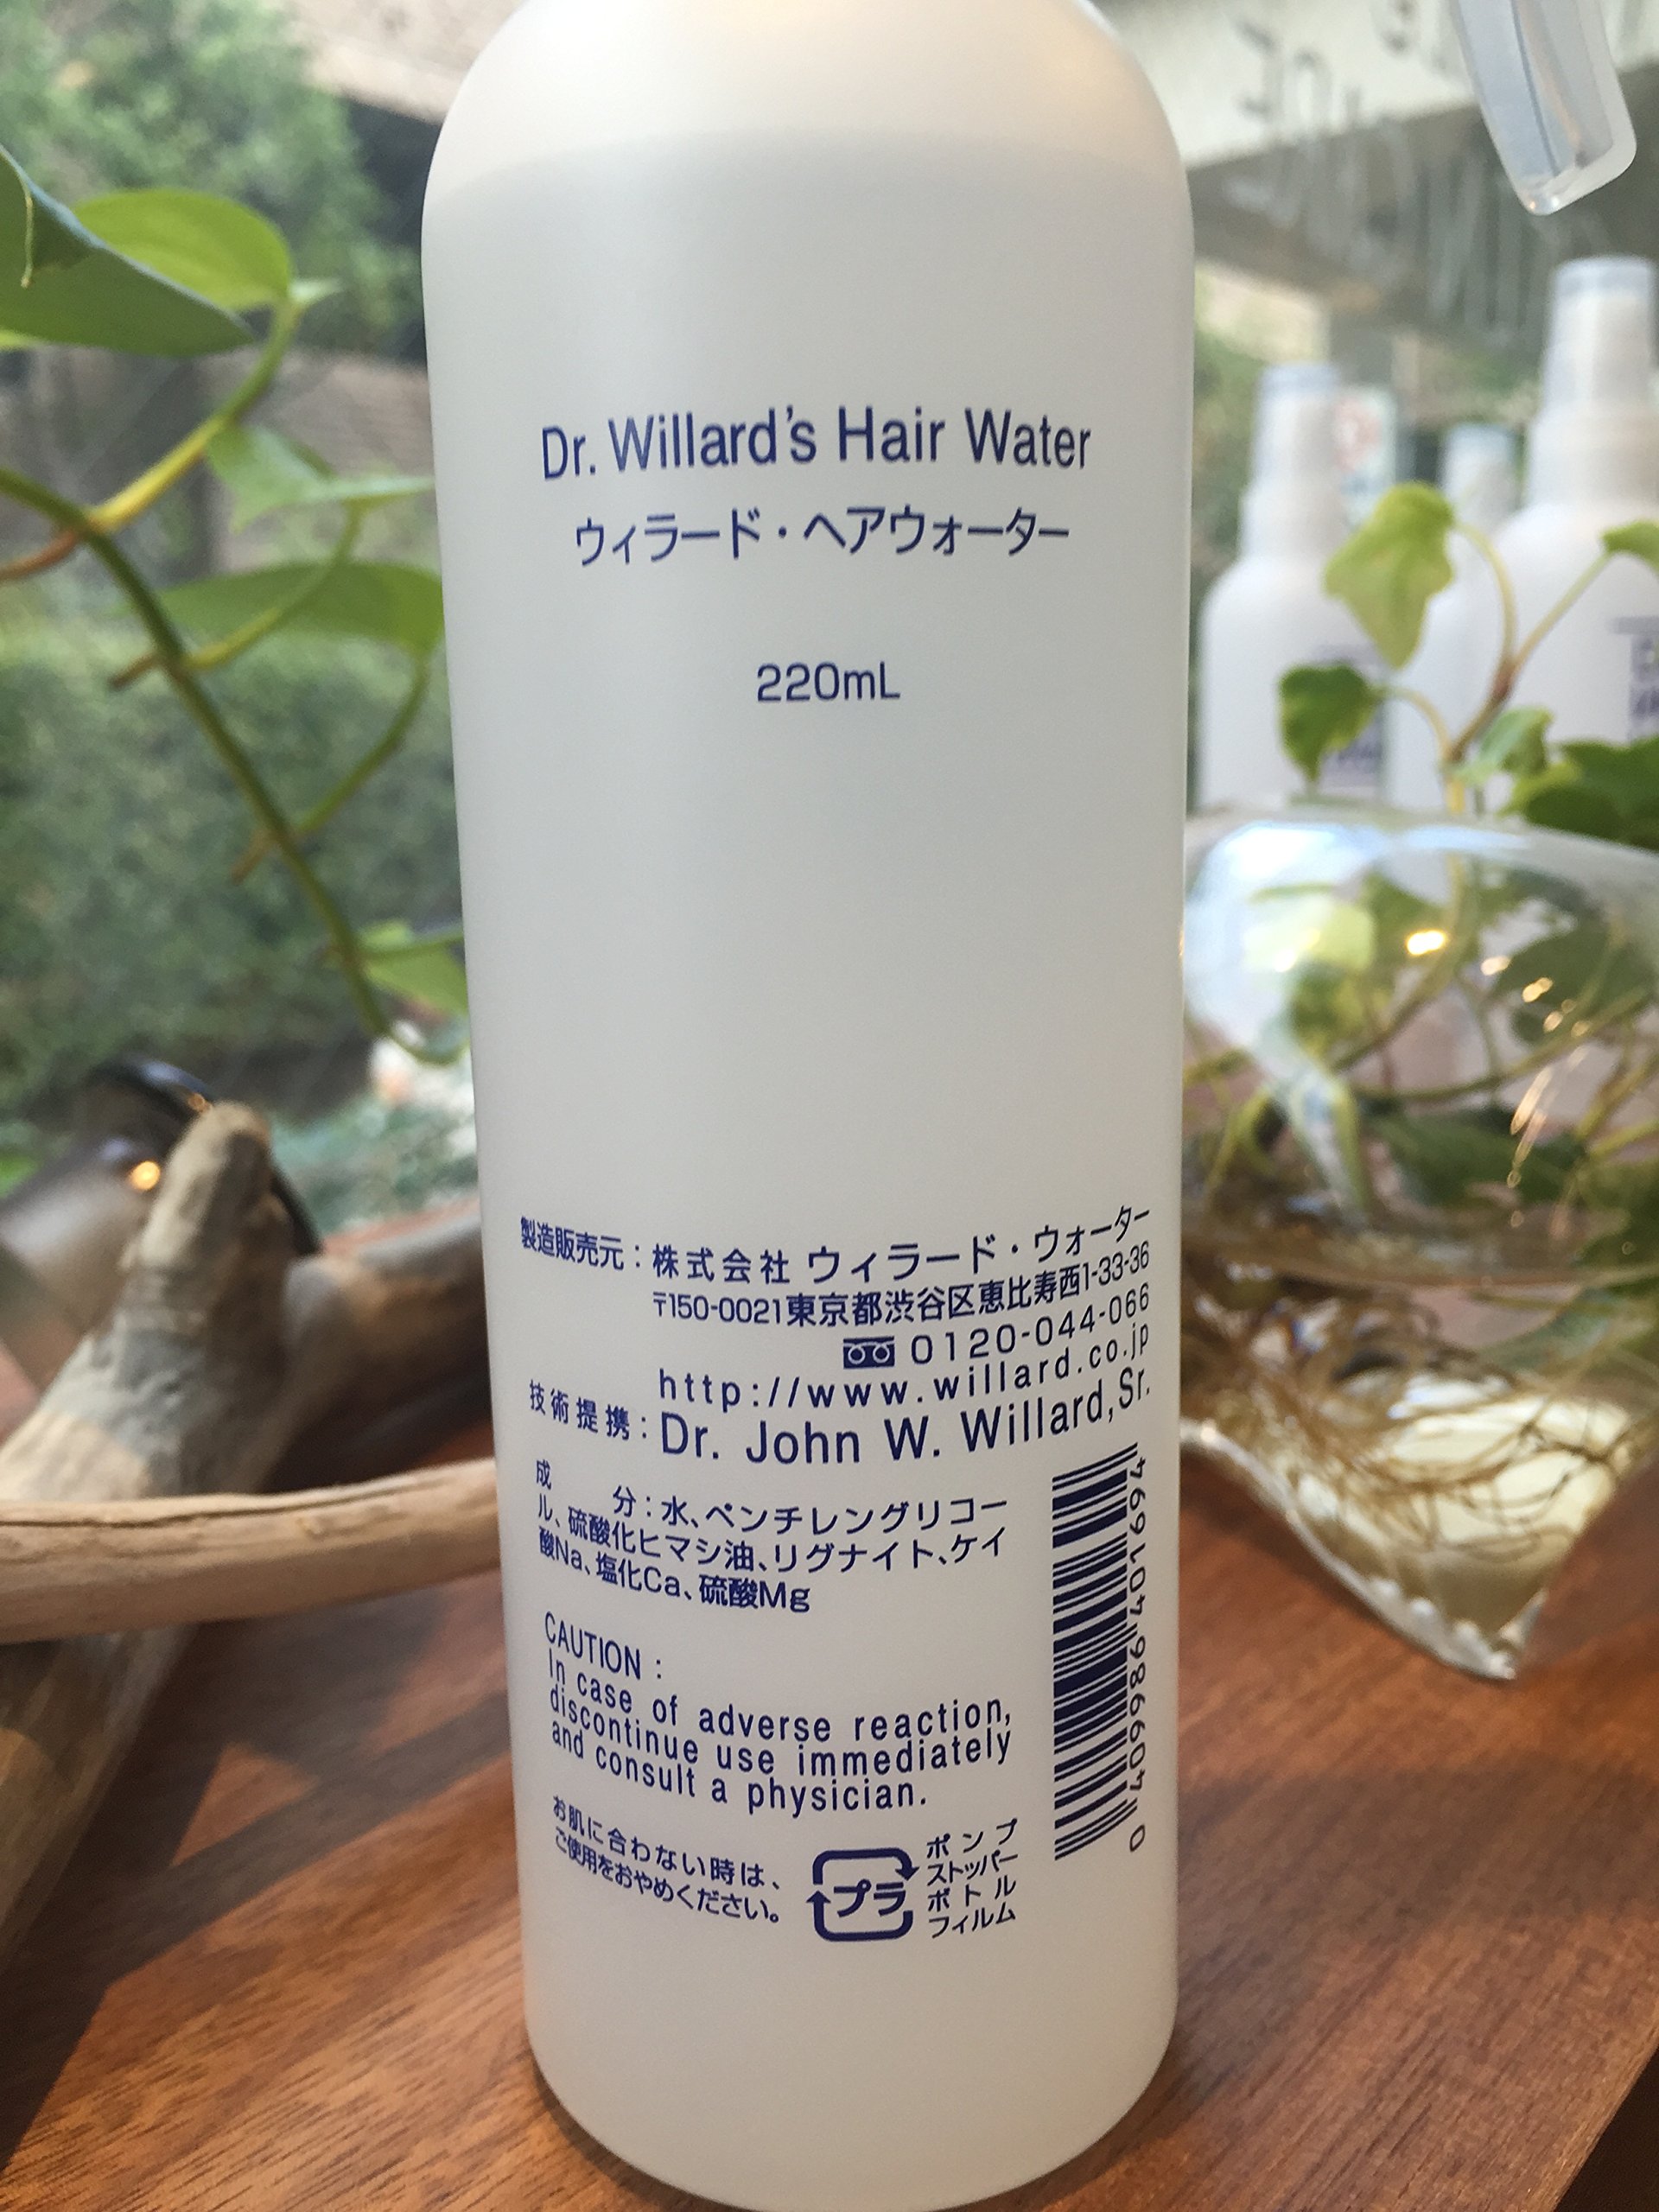 Dr. Willard's Hair Water
ウィラード・ヘアウォーター
220mL
製造販売元：株式会社 ウィラード・ウォーター
〒150-0021東京都渋谷区恵比寿西1-33-36
0120-044-066
http://www.willard.co.jp
技術提携：Dr. John W. Willard, Sr.
成　　分：水、ペンチレングリコー
ル、硫酸化ヒマシ油、リグナイト、ケイ
酸Na、塩化Ca、硫酸Mg
CAUTION :
In case of adverse reaction,
discontinue use immediately
and consult a physician.
お肌に合わない時は、
ご使用をおやめください。
プラ
ポンプ
ストッパー
ボトル
フィルム
4 969104 986604 0